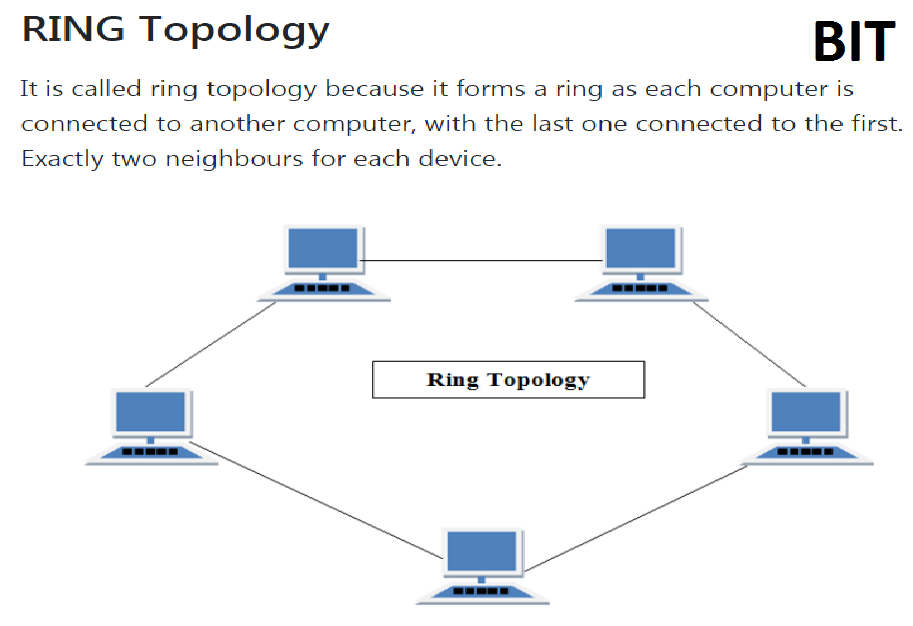 RING Topology
BIT
It is called ring topology because it forms a ring as each computer is
connected to another computer, with the last one connected to the first.
Exactly two neighbours for each device.
Ring Topology